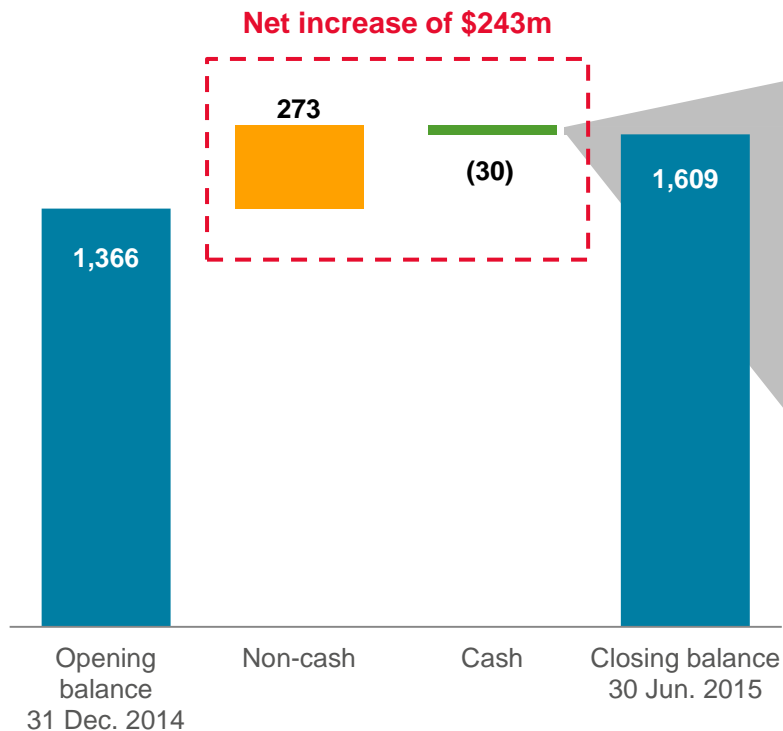 Net increase of $243m
273
(30)
1,609
1,366
Opening
balance
31 Dec. 2014
Non-cash
Cash
Closing balance
30 Jun. 2015